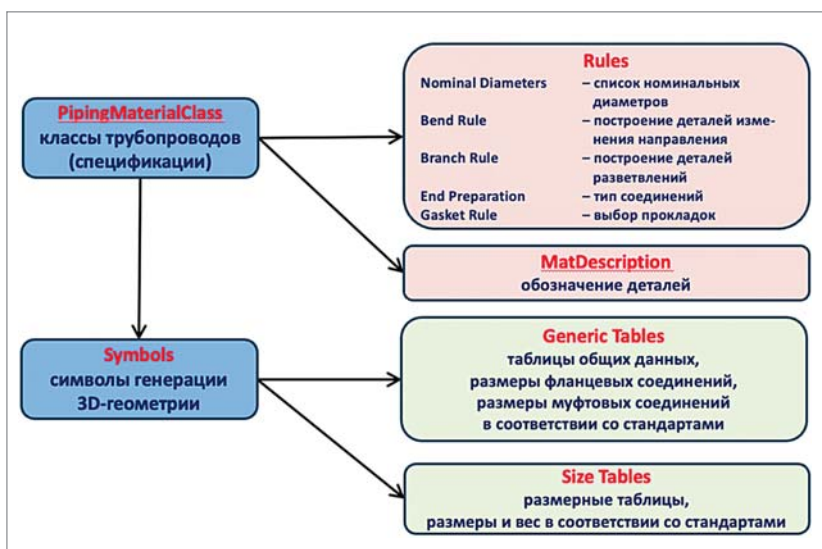 PipingMaterialClass
классы трубопроводов
(спецификации)
Rules
Nominal Diameters – список номинальных
диаметров
Bend Rule – построение деталей изме-
нения направления
Branch Rule – построение деталей
разветвлений
End Preparation – тип соединений
Gasket Rule – выбор прокладок
MatDescription
обозначение деталей
Symbols
символы генерации
3D-геометрии
Generic Tables
таблицы общих данных,
размеры фланцевых соединений,
размеры муфтовых соединений
в соответствии со стандартами
Size Tables
размерные таблицы,
размеры и вес в соответствии со стандартами